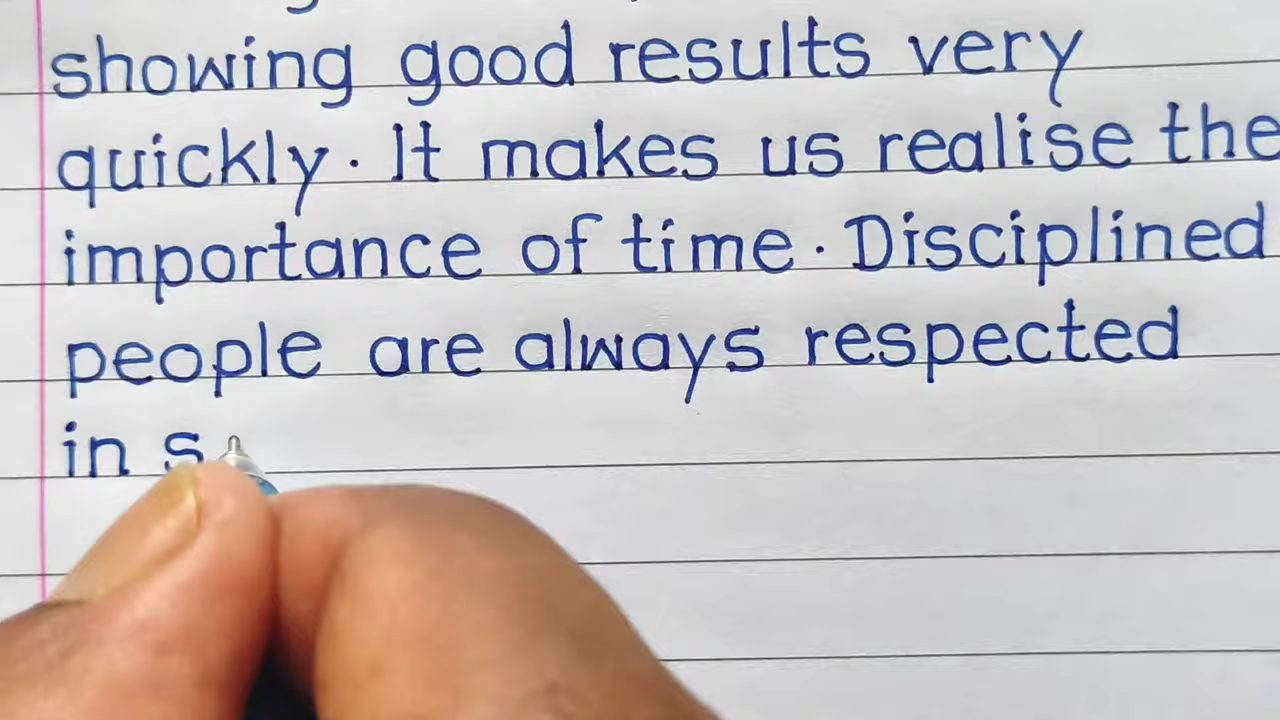 showing good results very
quickly. It makes us realise the
importance of time. Disciplined
people are always respected
in s